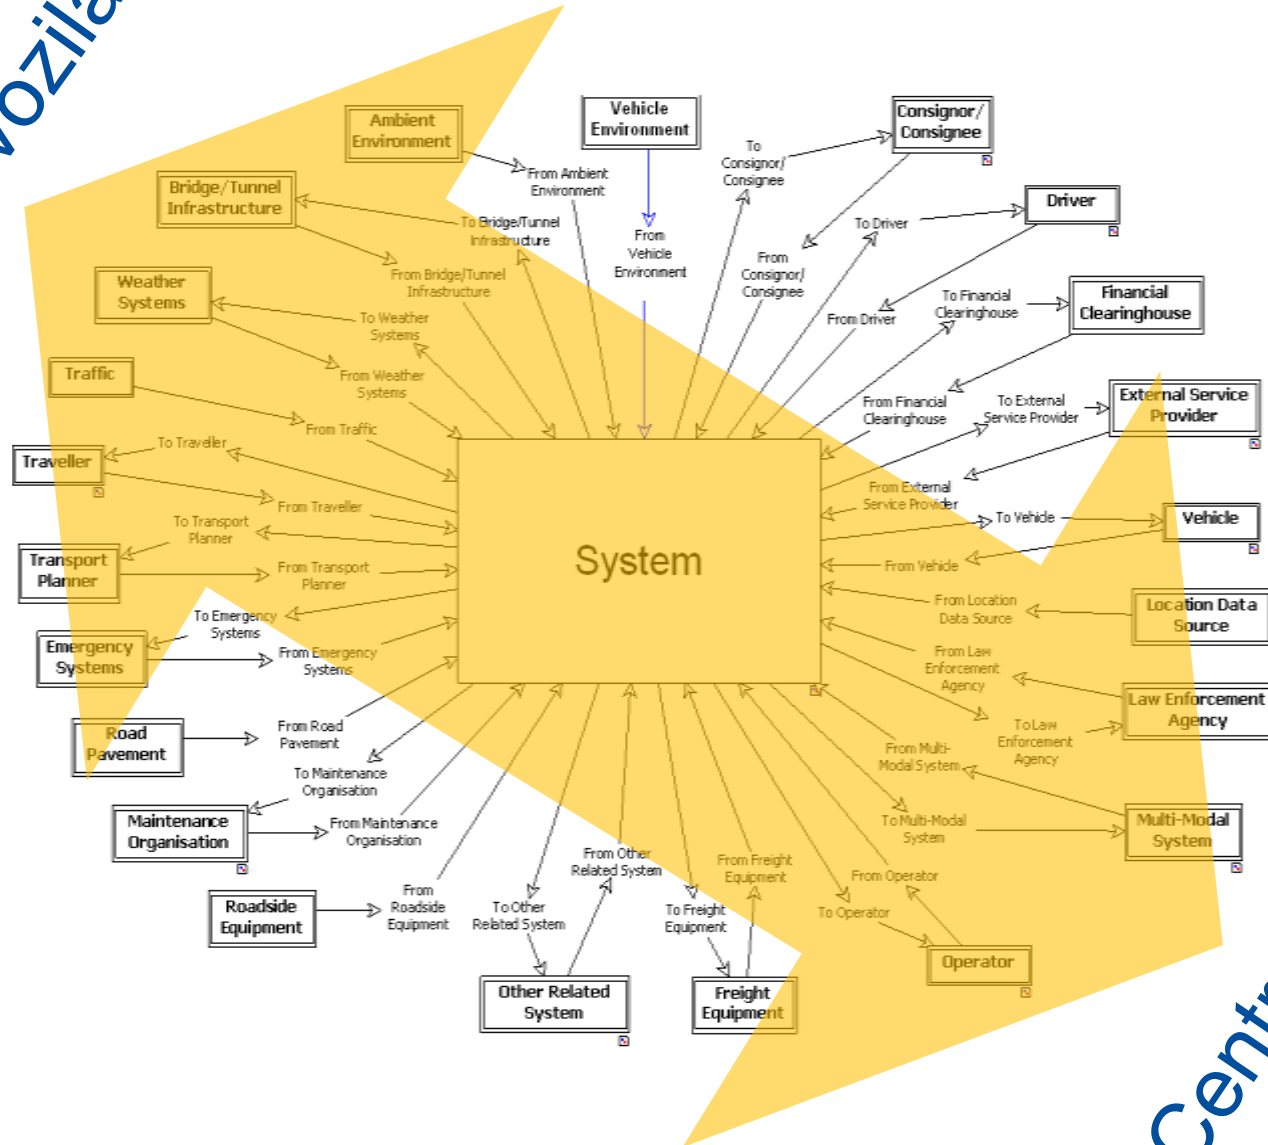 vozila
Ambient
Environment
Vehicle
Environment
Consignor/
Consignee
To
Consignor/
Consignee
From Ambient
Environment
Bridge/Tunnel
Infrastructure
To Bridge/Tunnel
Infrastructure
From
Vehicle
Environment
From
Consignor/
Consignee
To Driver
Driver
From Bridge/Tunnel
Infrastructure
Weather
Systems
To Weather
Systems
From Driver
To Financial
Clearinghouse
Financial
Clearinghouse
From Weather
Systems
Traffic
From Traffic
From Financial
Clearinghouse
To External
Service Provider
External Service
Provider
To Traveller
Traveller
From Traveller
From External
Service Provider
To Vehicle
Vehicle
To Transport
Planner
Transport
Planner
From Transport
Planner
System
From Vehicle
From Location
Data Source
Location Data
Source
To Emergency
Systems
Emergency
Systems
From Emergency
Systems
From Law
Enforcement
Agency
Law Enforcement
Agency
To Law
Enforcement
Agency
Road
Pavement
From Road
Pavement
From Multi-
Modal System
To Maintenance
Organisation
Maintenance
Organisation
From Maintenance
Organisation
To Multi-Modal
System
Multi-Modal
System
Roadside
Equipment
From
Roadside
Equipment
From Other
Related System
To Other
Related System
From Freight
Equipment
To Freight
Equipment
From Operator
To Operator
Operator
Other Related
System
Freight
Equipment
Centr